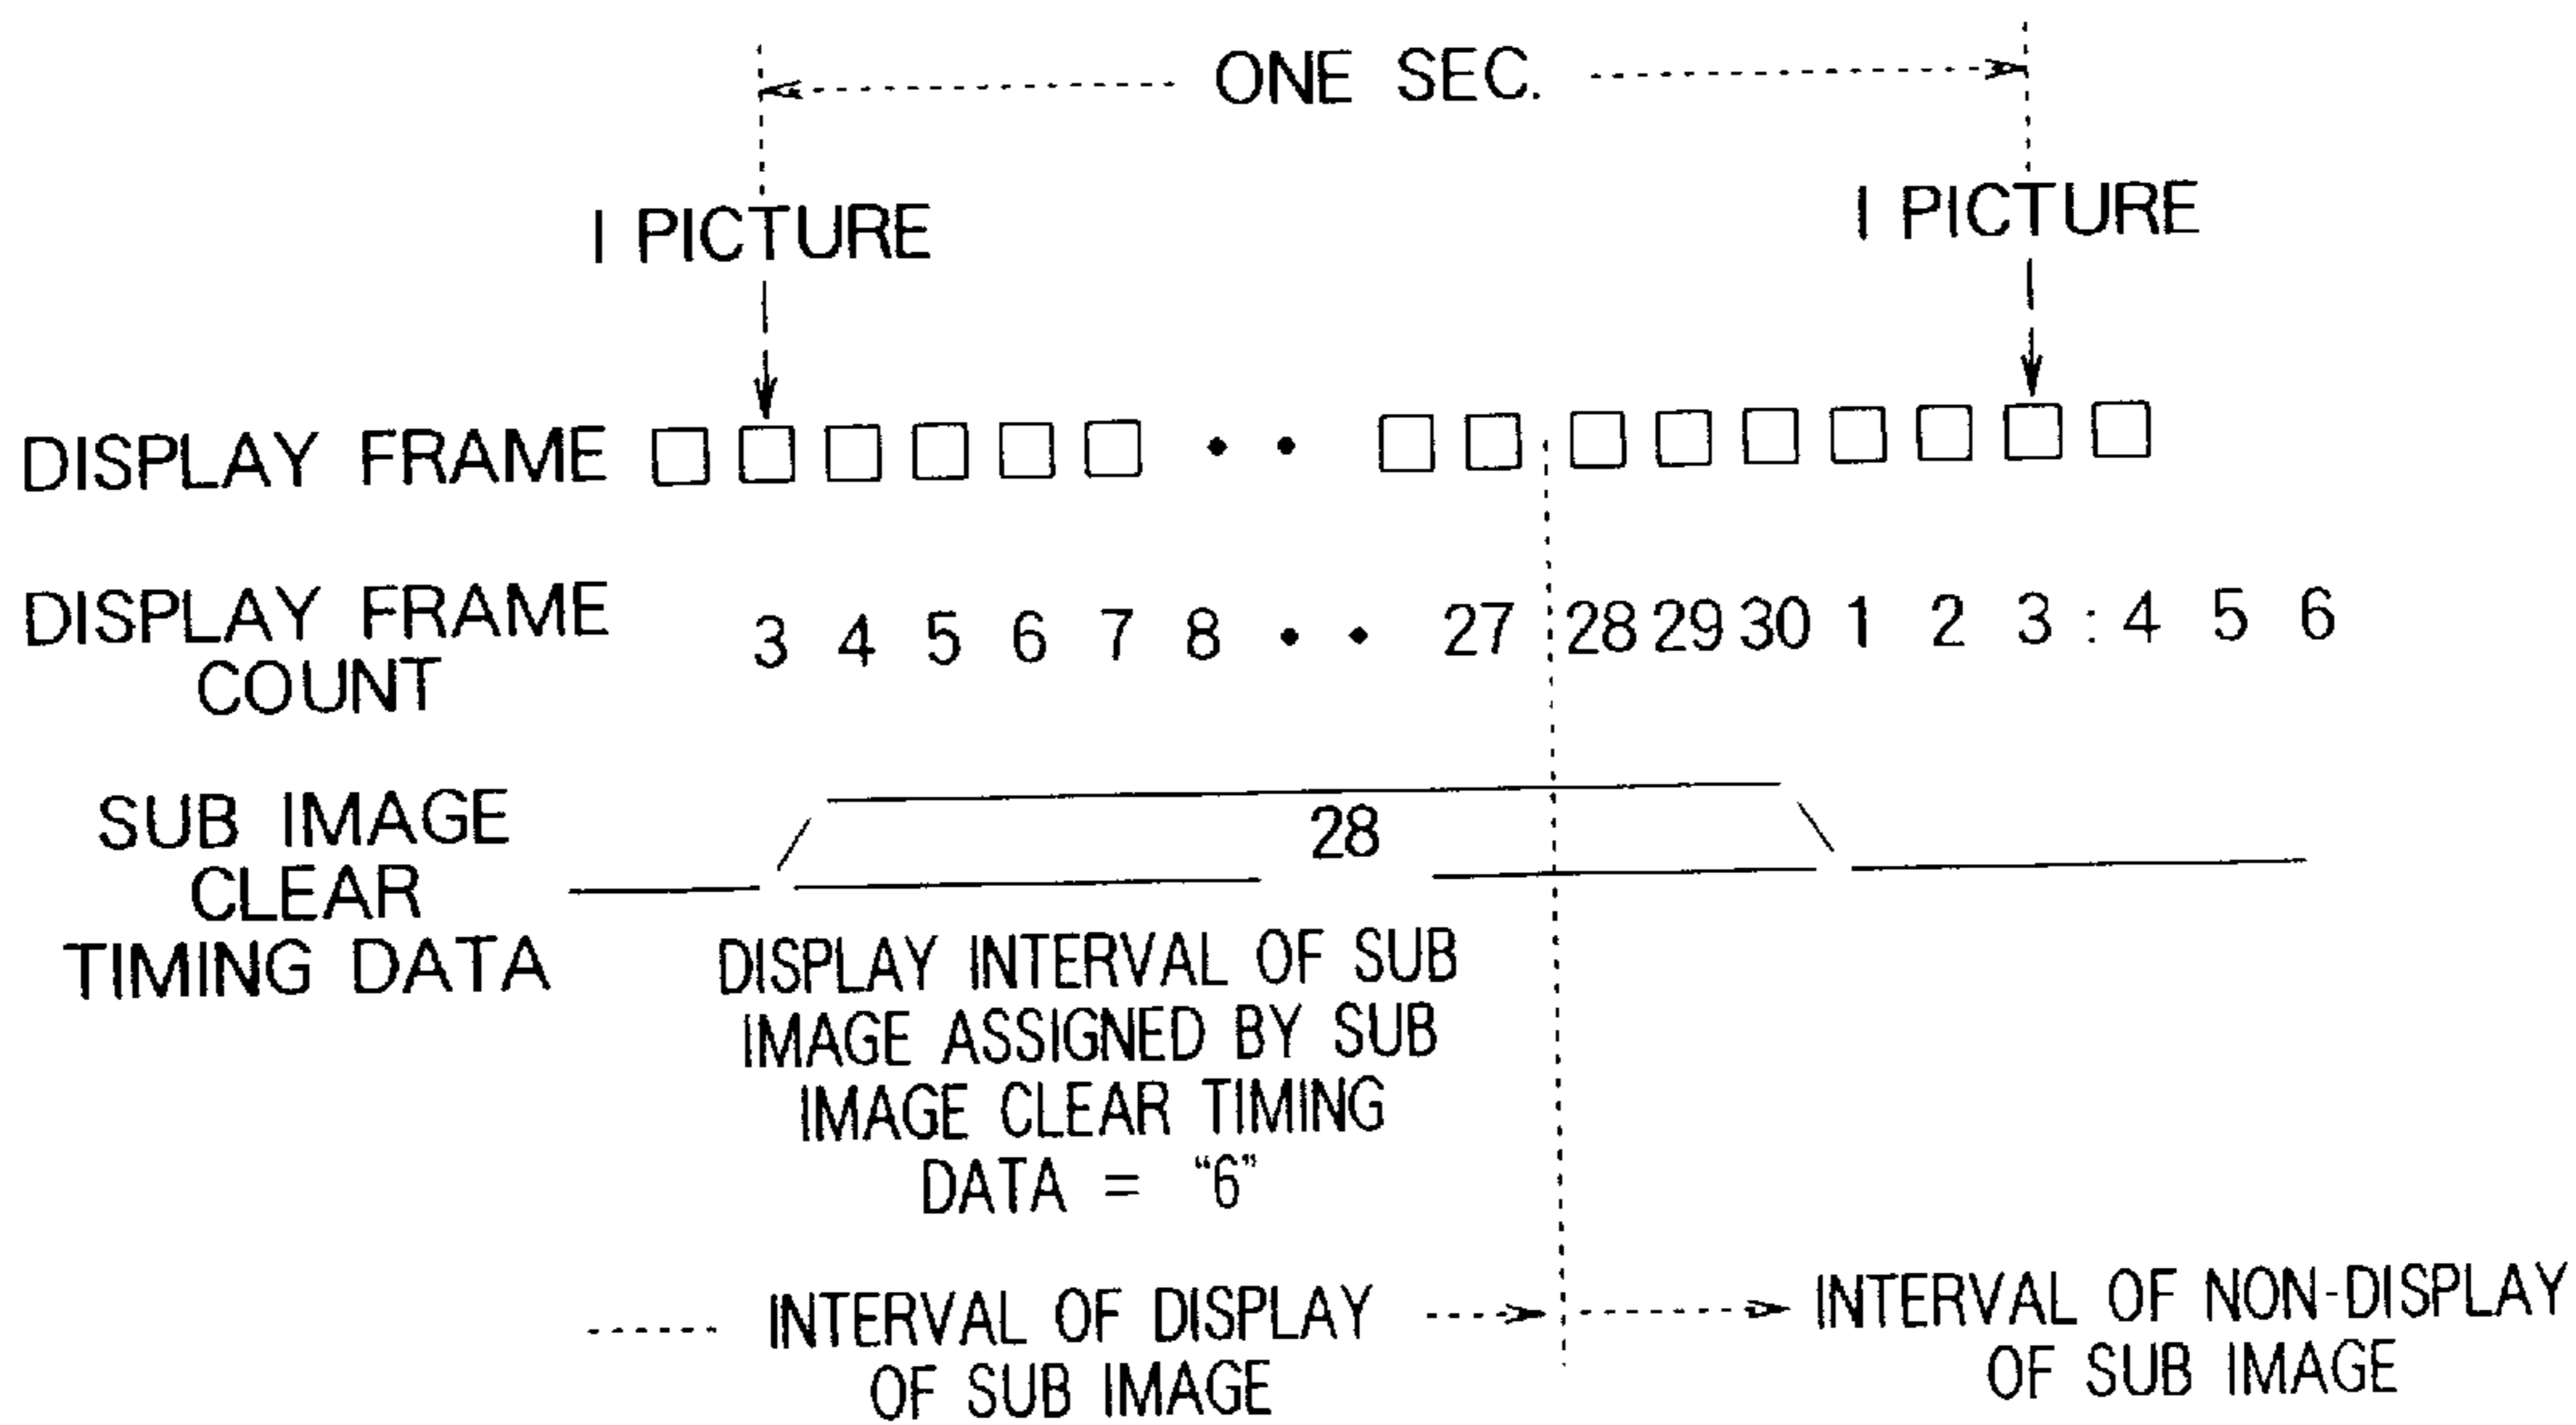 ONE SEC.
I PICTURE
I PICTURE
DISPLAY FRAME
DISPLAY FRAME COUNT
3 4 5 6 7 8 · · 27 28 29 30 1 2 3 : 4 5 6
SUB IMAGE
CLEAR
TIMING DATA
28
DISPLAY INTERVAL OF SUB
IMAGE ASSIGNED BY SUB
IMAGE CLEAR TIMING
DATA = "6"
INTERVAL OF DISPLAY
OF SUB IMAGE
INTERVAL OF NON-DISPLAY
OF SUB IMAGE